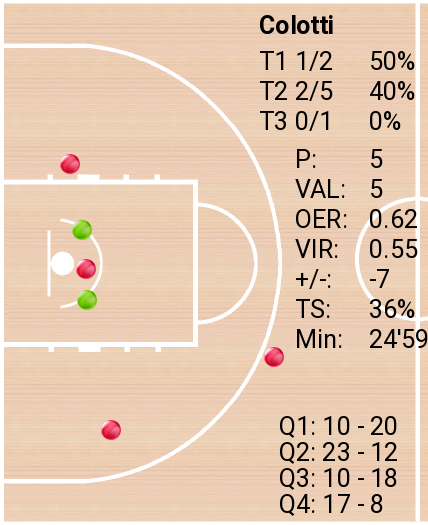 Colotti
T1 1/2 50%
T2 2/5 40%
T3 0/1 0%
P: 5
VAL: 5
OER: 0.62
VIR: 0.55
+/-: -7
TS: 36%
Min: 24'59
Q1: 10 - 20
Q2: 23 - 12
Q3: 10 - 18
Q4: 17 - 8